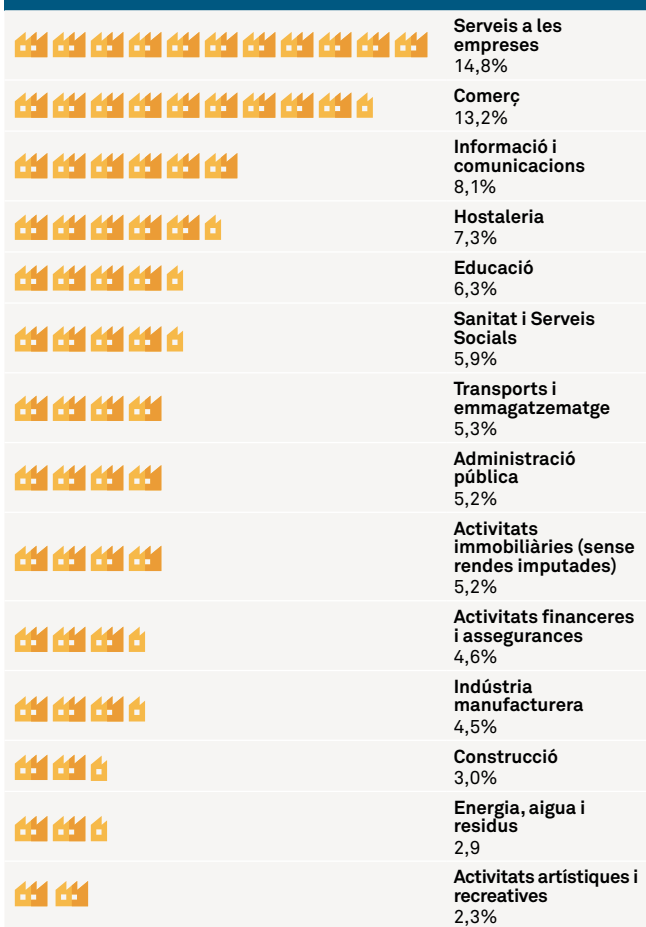 Serveis a les
empreses
14,8%
Comerç
13,2%
Informació i
comunicacions
8,1%
Hostaleria
7,3%
Educació
6,3%
Sanitat i Serveis
Socials
5,9%
Transports i
emmagatzematge
5,3%
Administració
pública
5,2%
Activitats
immobiliàries (sense
rendes imputades)
5,2%
Activitats financeres
i assegurances
4,6%
Indústria
manufacturera
4,5%
Construcció
3,0%
Energia, aigua i
residus
2,9
Activitats artístiques i
recreatives
2,3%